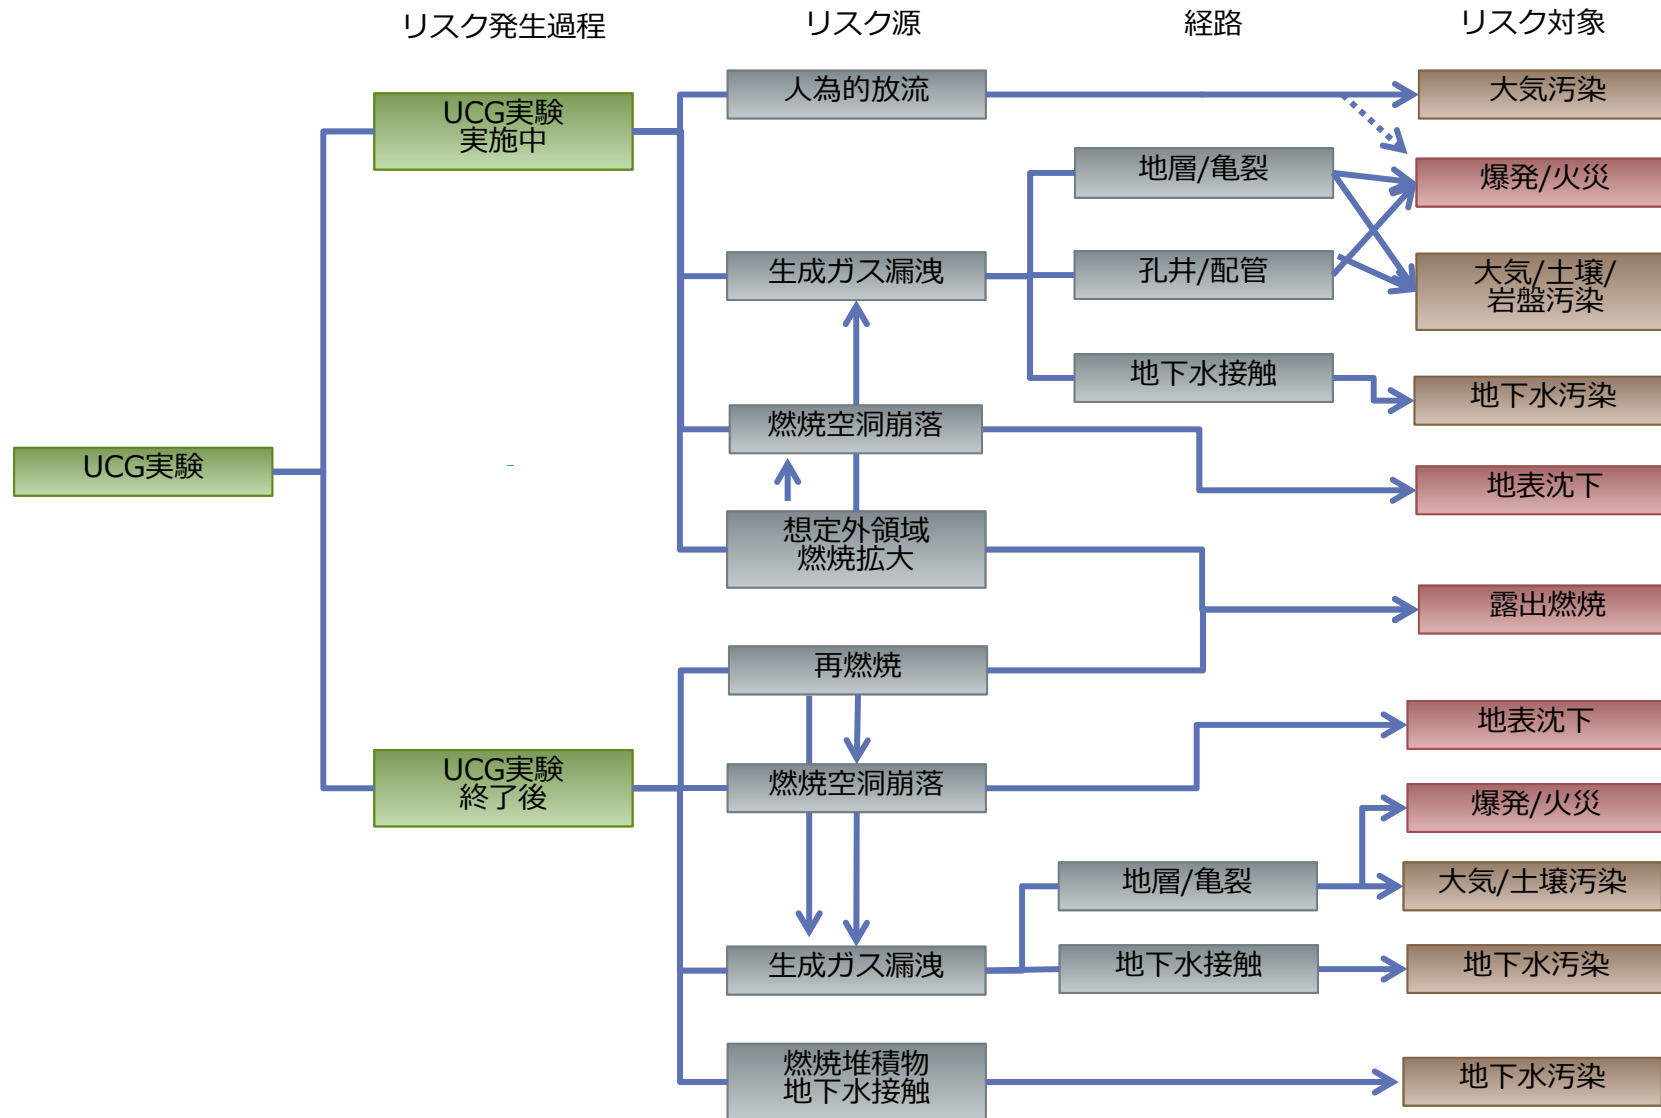 リスク発生過程
リスク源
経路
リスク対象
人為的放流
大気汚染
UCG実験
実施中
地層/亀裂
爆発/火災
生成ガス漏洩
孔井/配管
大気/土壌/
岩盤汚染
地下水接触
地下水汚染
燃焼空洞崩落
UCG実験
地表沈下
想定外領域
燃焼拡大
露出燃焼
再燃焼
地表沈下
UCG実験
終了後
燃焼空洞崩落
爆発/火災
地層/亀裂
大気/土壌汚染
生成ガス漏洩
地下水接触
地下水汚染
燃焼堆積物
地下水接触
地下水汚染